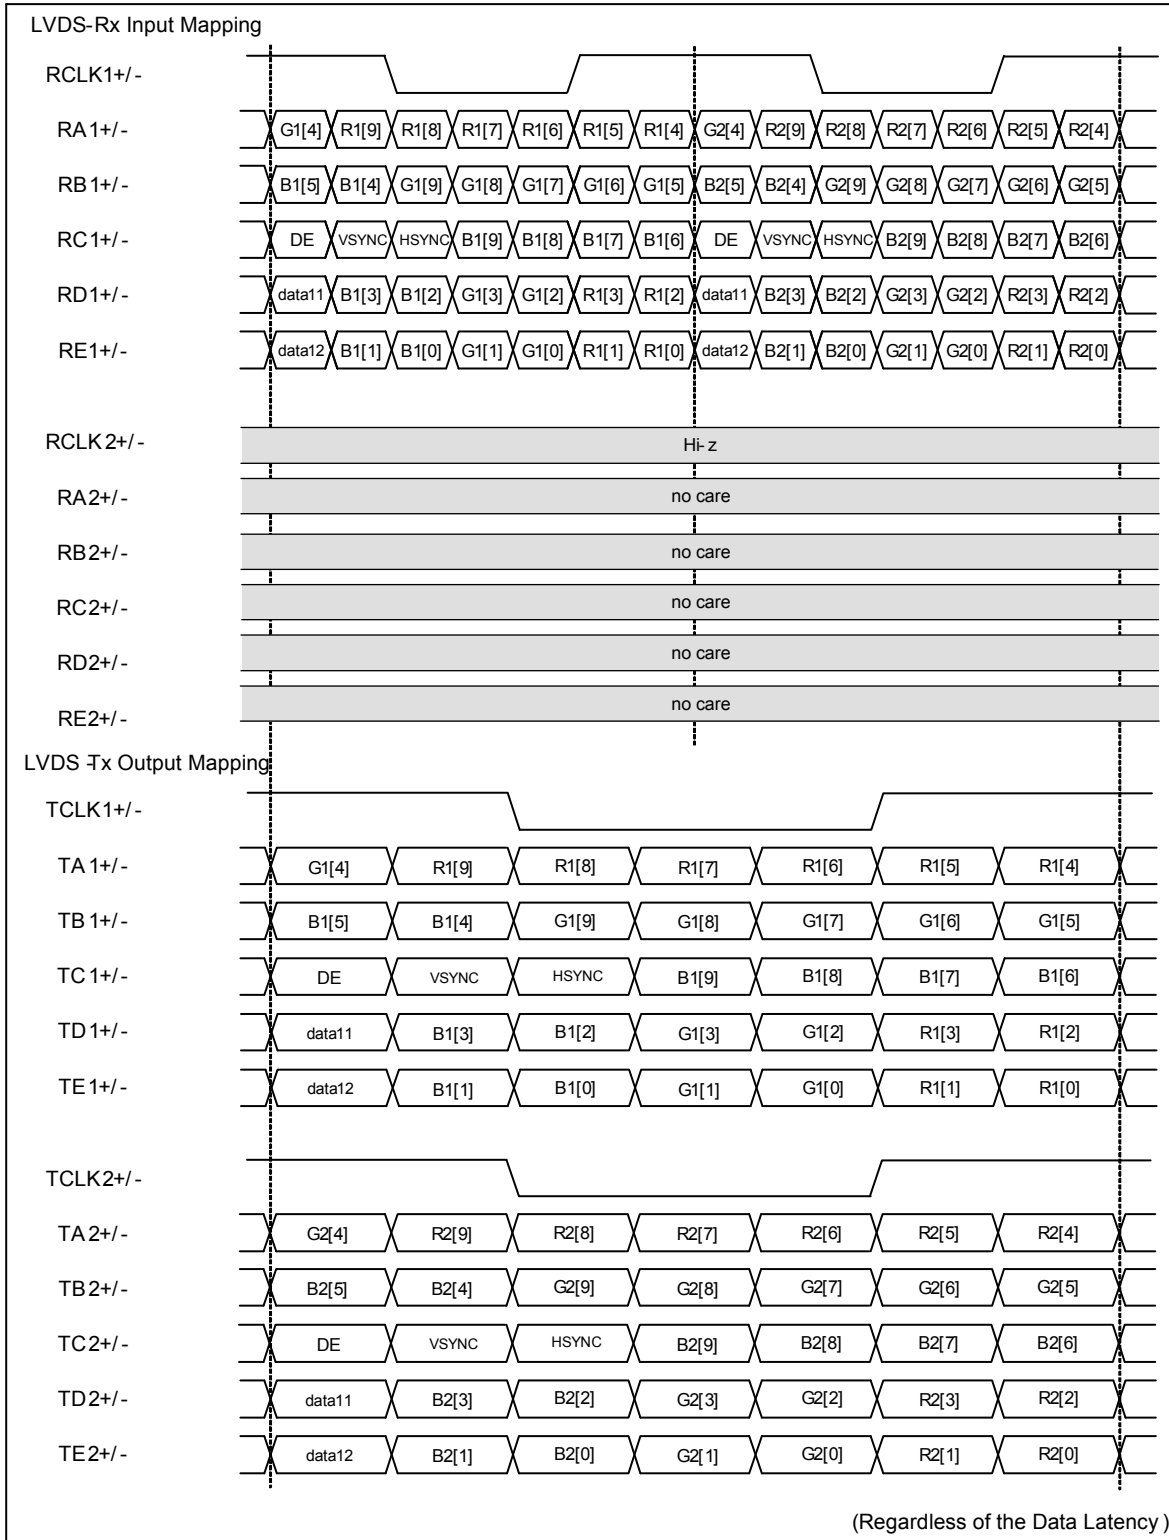 LVDS-Rx Input Mapping
RCLK1+/-
RA1+/- G1[4] R1[9] R1[8] R1[7] R1[6] R1[5] R1[4] G2[4] R2[9] R2[8] R2[7] R2[6] R2[5] R2[4]
RB1+/- B1[5] B1[4] G1[9] G1[8] G1[7] G1[6] G1[5] B2[5] B2[4] G2[9] G2[8] G2[7] G2[6] G2[5]
RC1+/- DE VSYNC HSYNC B1[9] B1[8] B1[7] B1[6] DE VSYNC HSYNC B2[9] B2[8] B2[7] B2[6]
RD1+/- data11 B1[3] B1[2] G1[3] G1[2] R1[3] R1[2] data11 B2[3] B2[2] G2[3] G2[2] R2[3] R2[2]
RE1+/- data12 B1[1] B1[0] G1[1] G1[0] R1[1] R1[0] data12 B2[1] B2[0] G2[1] G2[0] R2[1] R2[0]
RCLK2+/- Hi-z
RA2+/- no care
RB2+/- no care
RC2+/- no care
RD2+/- no care
RE2+/- no care
LVDS -Tx Output Mapping
TCLK1+/-
TA1+/- G1[4] R1[9] R1[8] R1[7] R1[6] R1[5] R1[4]
TB1+/- B1[5] B1[4] G1[9] G1[8] G1[7] G1[6] G1[5]
TC1+/- DE VSYNC HSYNC B1[9] B1[8] B1[7] B1[6]
TD1+/- data11 B1[3] B1[2] G1[3] G1[2] R1[3] R1[2]
TE1+/- data12 B1[1] B1[0] G1[1] G1[0] R1[1] R1[0]
TCLK2+/-
TA2+/- G2[4] R2[9] R2[8] R2[7] R2[6] R2[5] R2[4]
TB2+/- B2[5] B2[4] G2[9] G2[8] G2[7] G2[6] G2[5]
TC2+/- DE VSYNC HSYNC B2[9] B2[8] B2[7] B2[6]
TD2+/- data11 B2[3] B2[2] G2[3] G2[2] R2[3] R2[2]
TE2+/- data12 B2[1] B2[0] G2[1] G2[0] R2[1] R2[0]
(Regardless of the Data Latency)